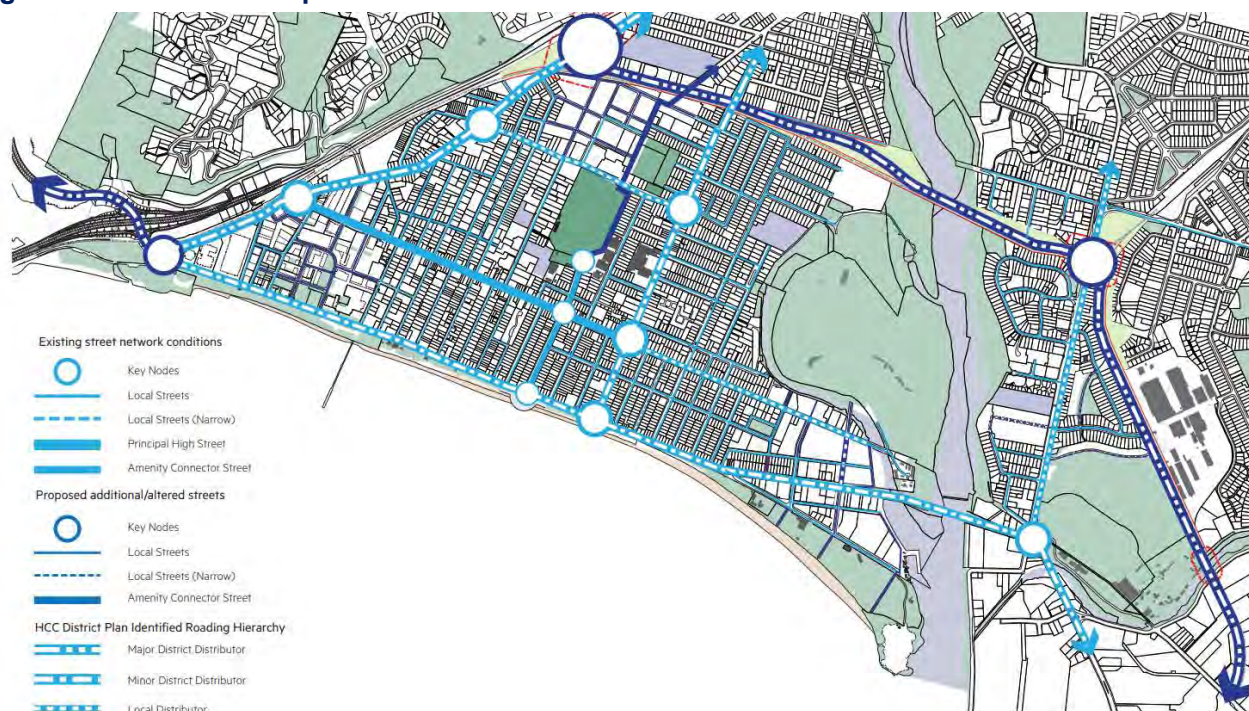 Existing street network conditions
Key Nodes
Local Streets
Local Streets (Narrow)
Principal High Street
Amenity Connector Street
Proposed additional/altered streets
Key Nodes
Local Streets
Local Streets (Narrow)
Amenity Connector Street
HCC District Plan Identified Roading Hierarchy
Major District Distributor
Minor District Distributor
Local Distributor